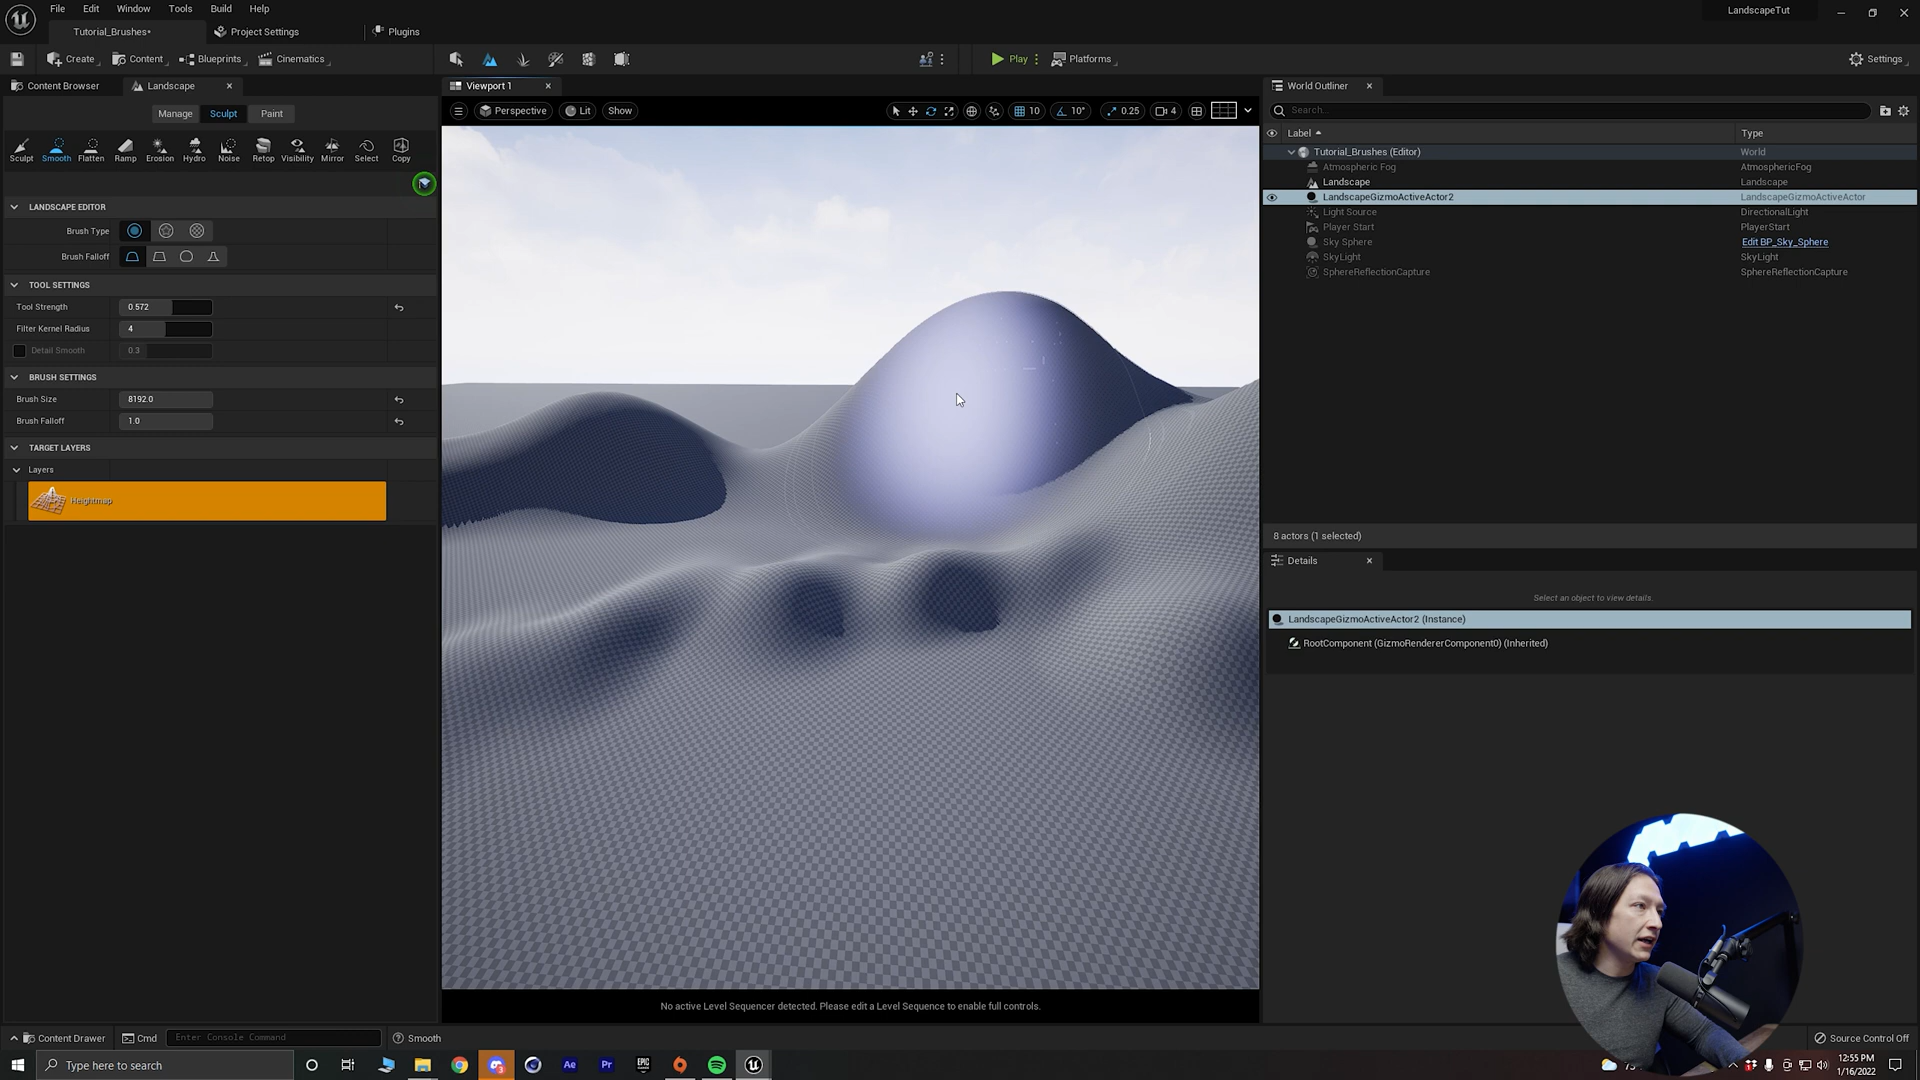 File Edit Window Tools Build Help
LandscapeTut
Tutorial_Brushes•
Project Settings
Plugins
Create
Content
Blueprints
Cinematics
Play
Platforms
Settings
Content Browser
Landscape
Viewport 1
World Outliner
Manage
Sculpt
Paint
Perspective
Lit
Show
10
10°
0.25
4
Search...
Label
Type
Sculpt
Smooth
Flatten
Ramp
Erosion
Hydro
Noise
Retop
Visibility
Mirror
Select
Copy
Tutorial_Brushes (Editor) World
Atmospheric Fog AtmosphericFog
Landscape Landscape
LandscapeGizmoActiveActor2 LandscapeGizmoActiveActor
Light Source DirectionalLight
Player Start PlayerStart
Sky Sphere Edit BP_Sky_Sphere
SkyLight SkyLight
SphereReflectionCapture SphereReflectionCapture
LANDSCAPE EDITOR
Brush Type
Brush Falloff
TOOL SETTINGS
Tool Strength 0.572
Filter Kernel Radius 4
Detail Smooth 0.3
BRUSH SETTINGS
Brush Size 8192.0
Brush Falloff 1.0
TARGET LAYERS
Layers
Heightmap
8 actors (1 selected)
Details
Select an object to view details.
LandscapeGizmoActiveActor2 (Instance)
RootComponent (GizmoRendererComponent0) (Inherited)
No active Level Sequencer detected. Please edit a Level Sequence to enable full controls.
Content Drawer
Cmd
Enter Console Command
Smooth
Source Control Off
Type here to search
Ae
Pr
EPIC
12:55 PM
1/16/2022